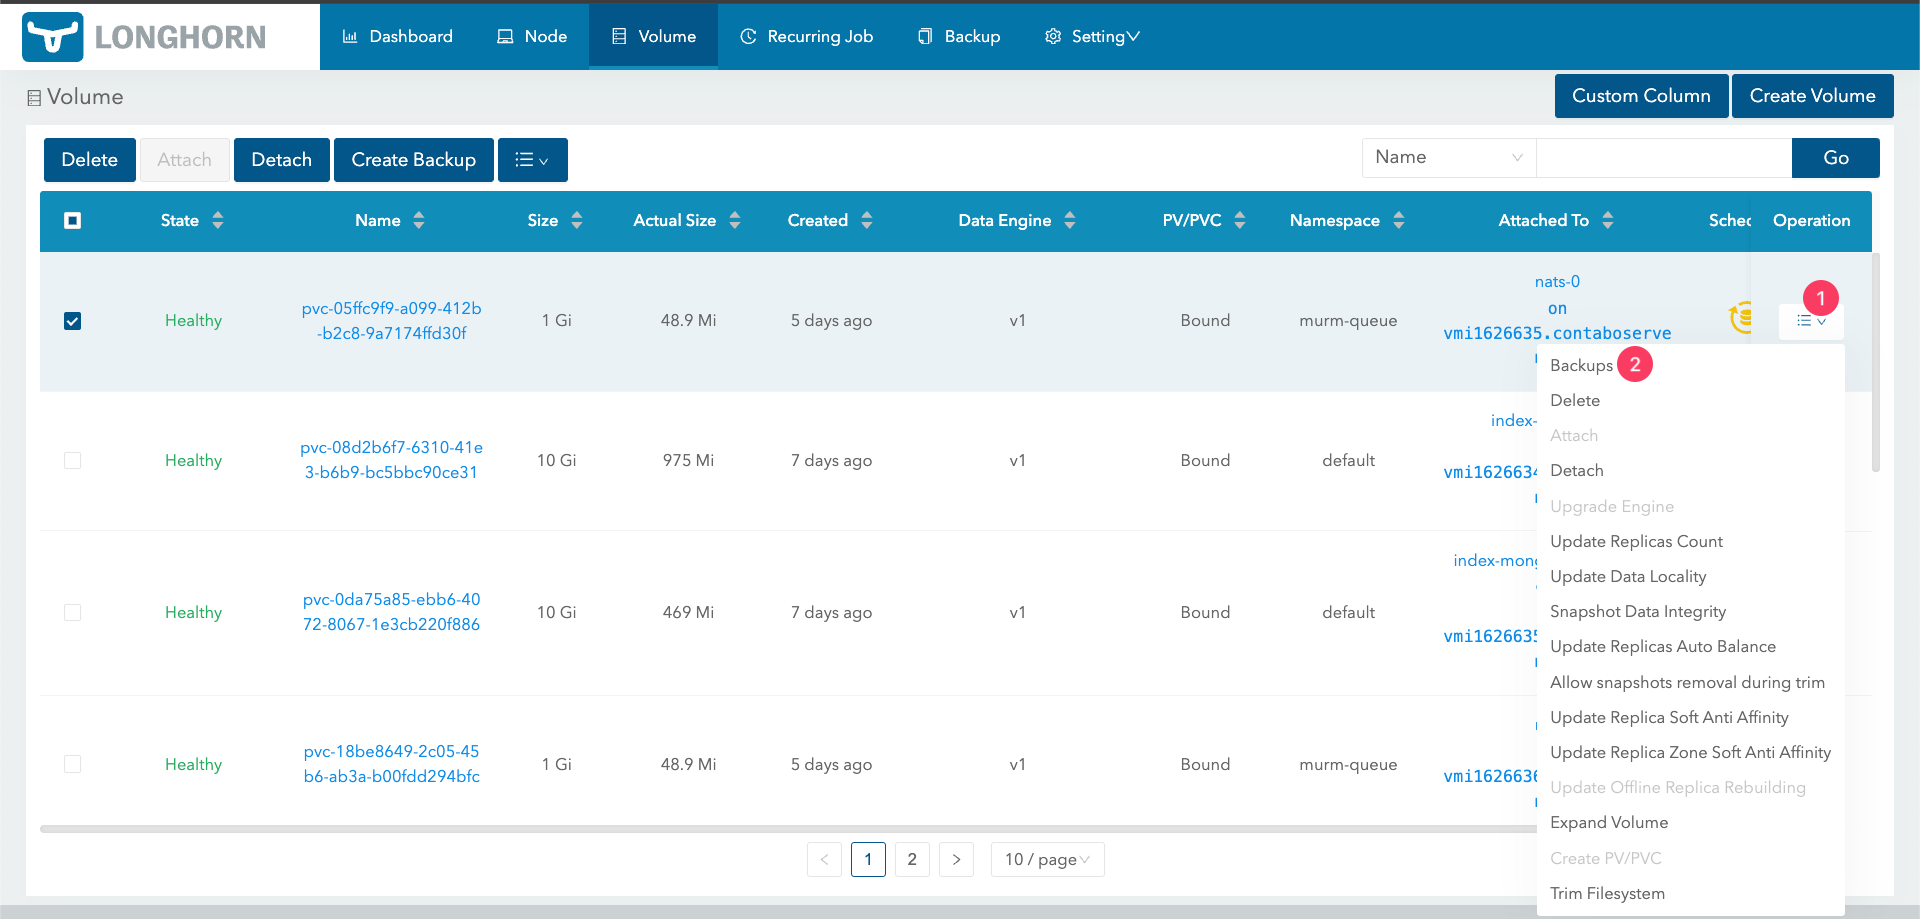 LONGHORN
Dashboard
Node
Volume
Recurring Job
Backup
Setting
Volume
Custom Column
Create Volume
Delete
Attach
Detach
Create Backup
Name
Go
State
Name
Size
Actual Size
Created
Data Engine
PV/PVC
Namespace
Attached To
Operation
Healthy
pvc-05ffc9f9-a099-412b
-b2c8-9a7174ffd30f
1 Gi
48.9 Mi
5 days ago
v1
Bound
murm-queue
nats-0
on
vmi1626635.contaboserve
1
Backups
2
Delete
Attach
Detach
Upgrade Engine
Update Replicas Count
Update Data Locality
Snapshot Data Integrity
Update Replicas Auto Balance
Allow snapshots removal during trim
Update Replica Soft Anti Affinity
Update Replica Zone Soft Anti Affinity
Update Offline Replica Rebuilding
Expand Volume
Create PV/PVC
Trim Filesystem
Healthy
pvc-08d2b6f7-6310-41e
3-b6b9-bc5bbc90ce31
10 Gi
975 Mi
7 days ago
v1
Bound
default
index-
Healthy
pvc-0da75a85-ebb6-40
72-8067-1e3cb220f886
10 Gi
469 Mi
7 days ago
v1
Bound
default
index-mong
vmi1626635
Healthy
pvc-18be8649-2c05-45
b6-ab3a-b00fdd294bfc
1 Gi
48.9 Mi
5 days ago
v1
Bound
murm-queue
1
2
10 / page